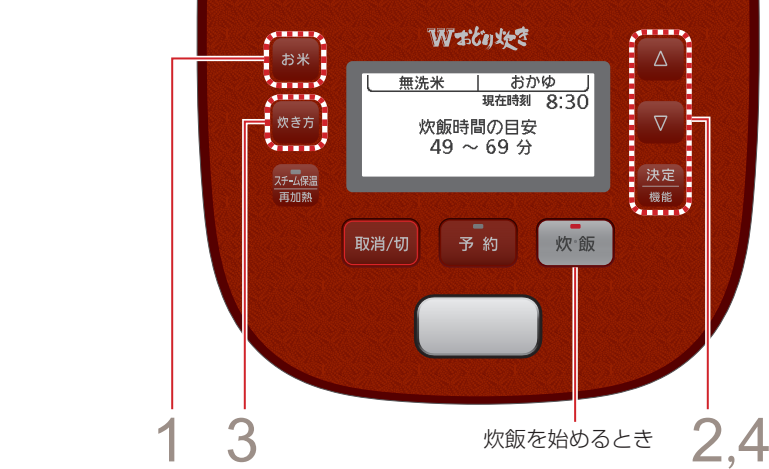 Wおどり炊き
お米
無洗米 おかゆ
現在時刻 8:30
炊飯時間の目安
49 ～ 69 分
炊き方
スチーム保温
再加熱
△
▽
決定
機能
取消/切
予約
炊飯
1
3
炊飯を始めるとき
2,4